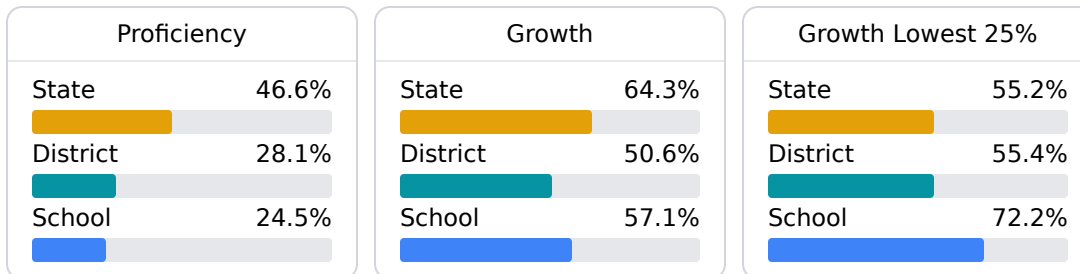 Proficiency
State 46.6%
District 28.1%
School 24.5%
Growth
State 64.3%
District 50.6%
School 57.1%
Growth Lowest 25%
State 55.2%
District 55.4%
School 72.2%